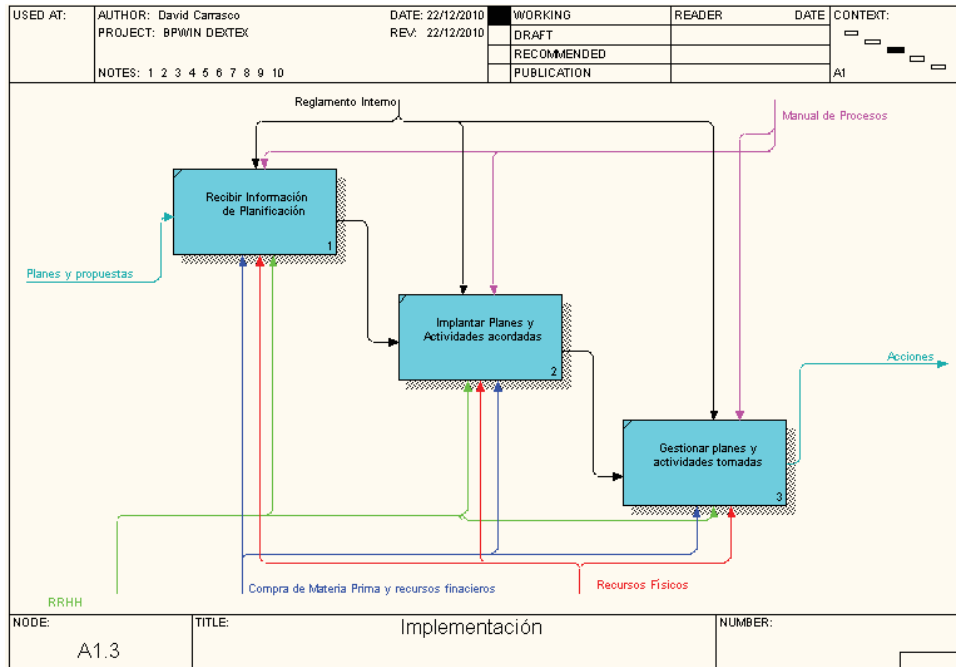 USED AT:
AUTHOR: David Carrasco
DATE: 22/12/2010
PROJECT: BPWIN DEXTEX
REV: 22/12/2010
NOTES: 1 2 3 4 5 6 7 8 9 10
WORKING
DRAFT
RECOMMENDED
PUBLICATION
READER
DATE
CONTEXT:
A1
Reglamento Interno
Manual de Procesos
Recibir Información
de Planificación
1
Planes y propuestas
Implantar Planes y
Actividades acordadas
2
Acciones
Gestionar planes y
actividades tomadas
3
Compra de Materia Prima y recursos finacieros
Recursos Físicos
RRHH
NODE:
A1.3
TITLE:
Implementación
NUMBER: